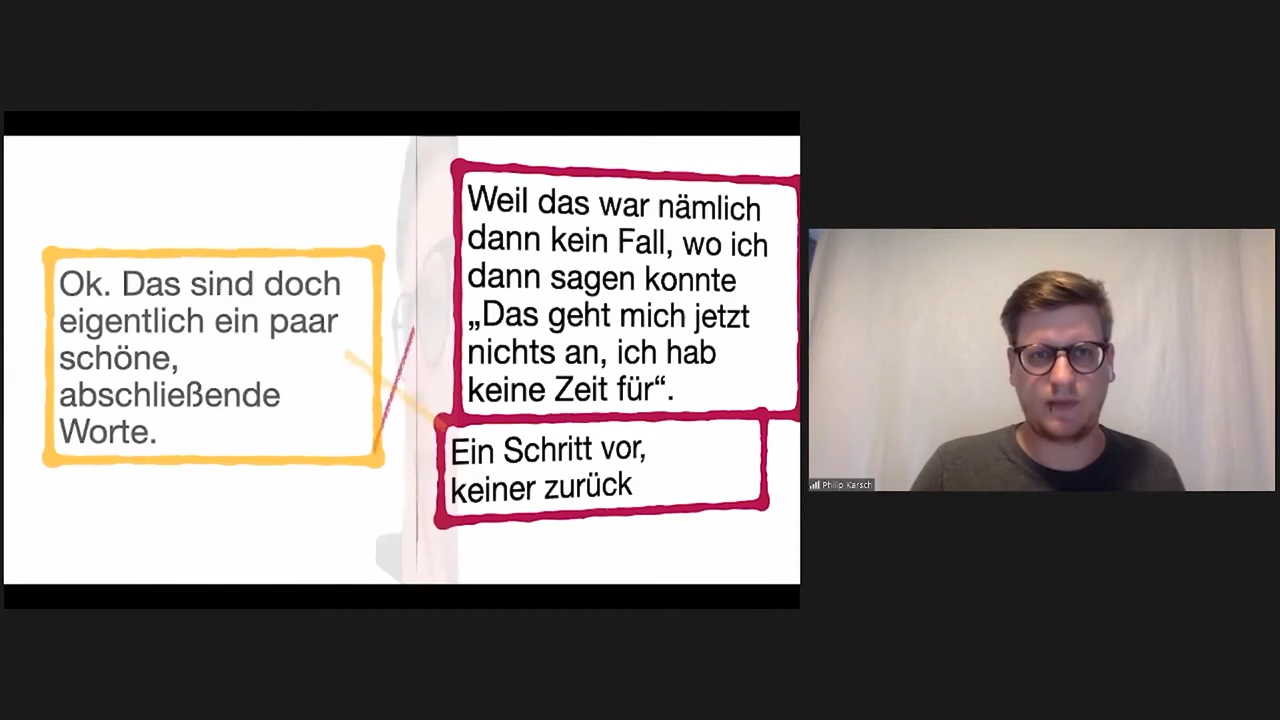 Ok. Das sind doch
eigentlich ein paar
schöne,
abschließende
Worte.
Weil das war nämlich
dann kein Fall, wo ich
dann sagen konnte
„Das geht mich jetzt
nichts an, ich hab
keine Zeit für“.
Ein Schritt vor,
keiner zurück
Philip Karsch